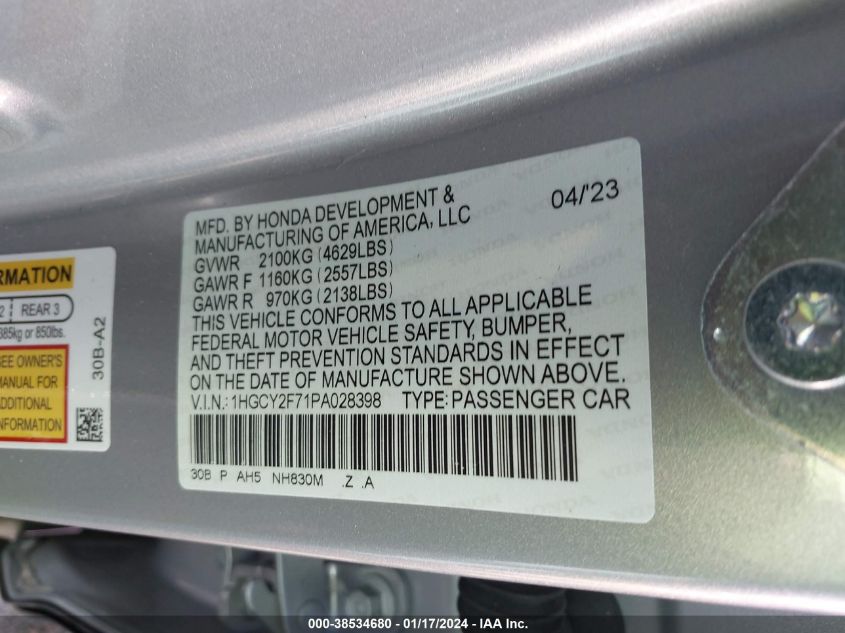 MFD. BY HONDA DEVELOPMENT & 04/'23
MANUFACTURING OF AMERICA, LLC
GVWR 2100KG (4629LBS)
GAWR F 1160KG (2557LBS)
GAWR R 970KG (2138LBS)
THIS VEHICLE CONFORMS TO ALL APPLICABLE
FEDERAL MOTOR VEHICLE SAFETY, BUMPER,
AND THEFT PREVENTION STANDARDS IN EFFECT
ON THE DATE OF MANUFACTURE SHOWN ABOVE.
V.I.N.: 1HGCY2F71PA028398 TYPE: PASSENGER CAR
30B P AH5 NH830M .Z .A
RMATION
2 REAR 3
385kg or 850lbs.
SEE OWNER'S
MANUAL FOR
ADDITIONAL
INFORMATION
30B-A2
000-38534680 / 01/17/2024 - IAA Inc.